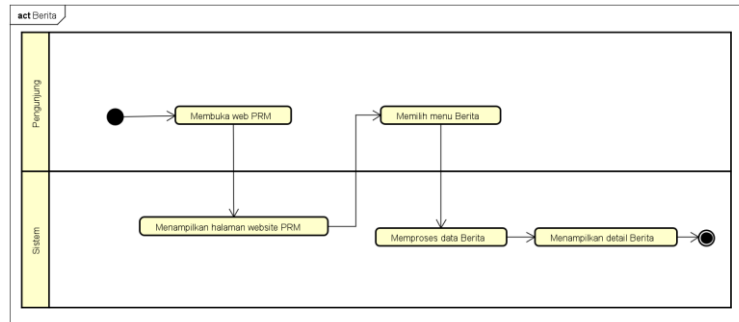 act Berita
Pengunjung
Membuka web PRM
Memilih menu Berita
Sistem
Menampilkan halaman website PRM
Memproses data Berita
Menampilkan detail Berita